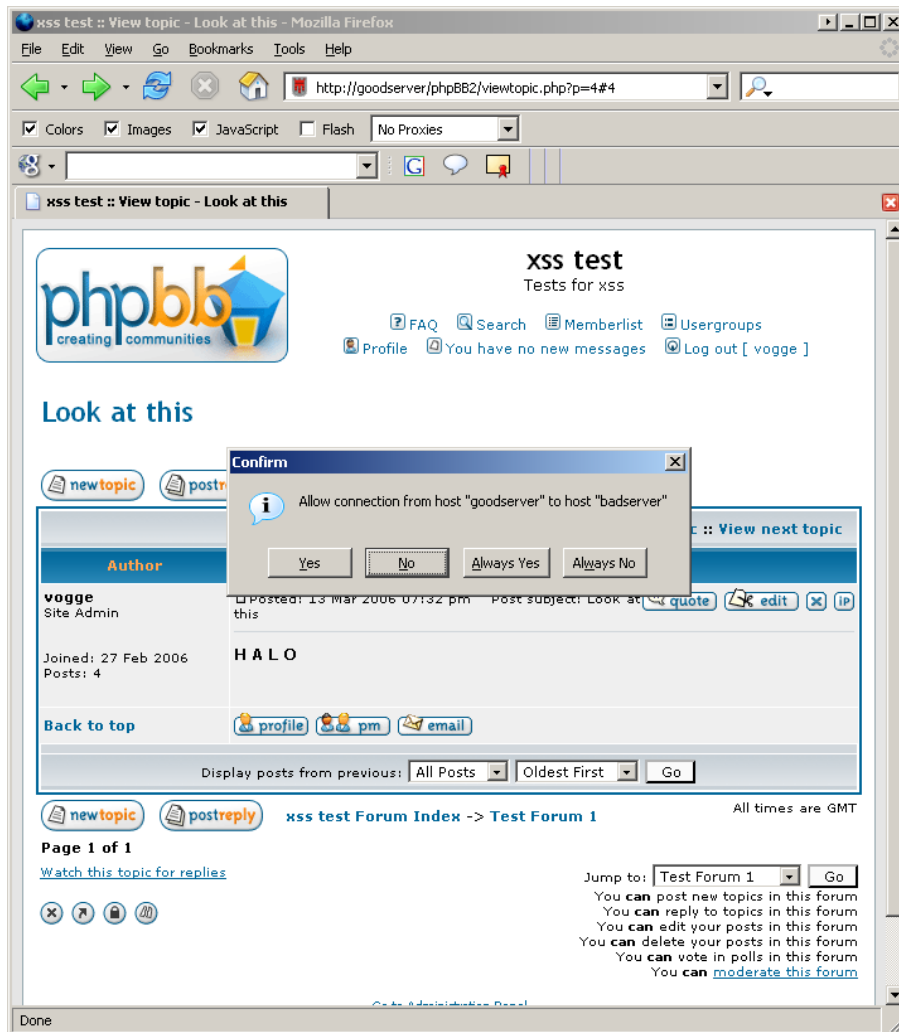 xss test :: View topic - Look at this - Mozilla Firefox
File Edit View Go Bookmarks Tools Help
http://goodserver/phpBB2/viewtopic.php?p=4#4
Colors Images JavaScript Flash No Proxies
G
xss test :: View topic - Look at this
phpbb
creating communities
xss test
Tests for xss
FAQ Search Memberlist Usergroups
Profile You have no new messages Log out [ vogge ]
Look at this
Confirm
Allow connection from host "goodserver" to host "badserver"
Yes No Always Yes Always No
newtopic postr
:: View next topic
Author
vogge
Site Admin
Joined: 27 Feb 2006
Posts: 4
Posted: 13 Mar 2006 07:32 pm Post subject: Look at this
quote edit X IP
H A L O
Back to top
profile pm email
Display posts from previous: All Posts Oldest First Go
newtopic postreply xss test Forum Index -> Test Forum 1
All times are GMT
Page 1 of 1
Watch this topic for replies
Jump to: Test Forum 1 Go
You can post new topics in this forum
You can reply to topics in this forum
You can edit your posts in this forum
You can delete your posts in this forum
You can vote in polls in this forum
You can moderate this forum
Go to Administration Panel
Done